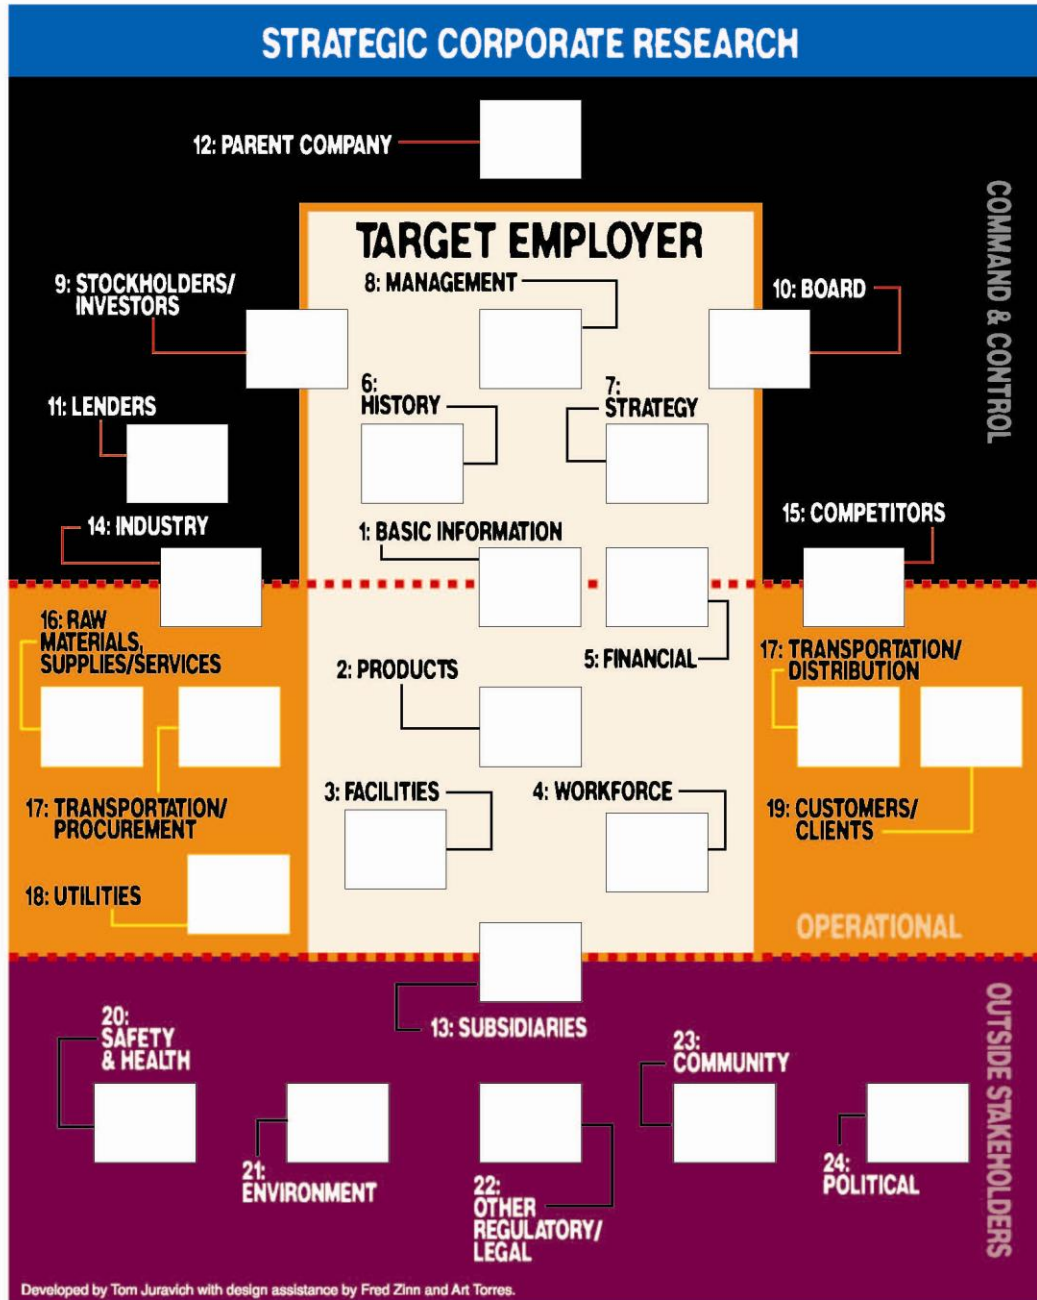 STRATEGIC CORPORATE RESEARCH
12: PARENT COMPANY
COMMAND & CONTROL
TARGET EMPLOYER
9: STOCKHOLDERS/
INVESTORS
8: MANAGEMENT
10: BOARD
11: LENDERS
6:
HISTORY
7:
STRATEGY
14: INDUSTRY
1: BASIC INFORMATION
15: COMPETITORS
16: RAW
MATERIALS,
SUPPLIES/SERVICES
2: PRODUCTS
5: FINANCIAL
17: TRANSPORTATION/
DISTRIBUTION
17: TRANSPORTATION/
PROCUREMENT
3: FACILITIES
4: WORKFORCE
19: CUSTOMERS/
CLIENTS
18: UTILITIES
OPERATIONAL
13: SUBSIDIARIES
OUTSIDE STAKEHOLDERS
20:
SAFETY
& HEALTH
21:
ENVIRONMENT
22:
OTHER
REGULATORY/
LEGAL
23:
COMMUNITY
24:
POLITICAL
Developed by Tom Juravich with design assistance by Fred Zinn and Art Torres.